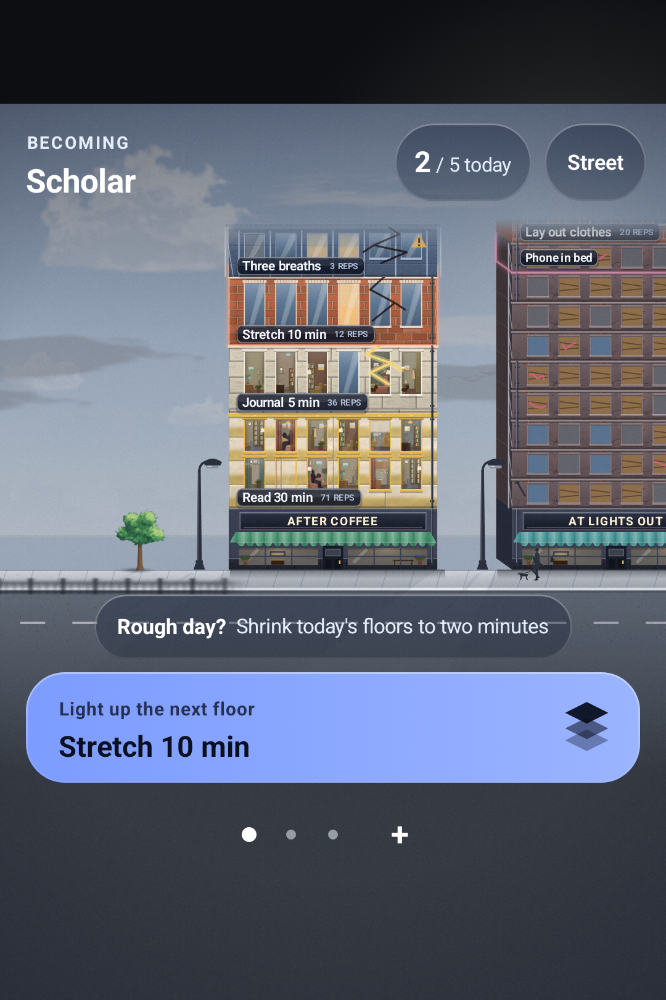 BECOMING
Scholar
2 / 5 today
Street
Lay out clothes 20 REPS
Phone in bed
Three breaths 3 REPS
Stretch 10 min 12 REPS
Journal 5 min 36 REPS
Read 30 min 71 REPS
AFTER COFFEE
AT LIGHTS OUT
Rough day? Shrink today's floors to two minutes
Light up the next floor
Stretch 10 min
+